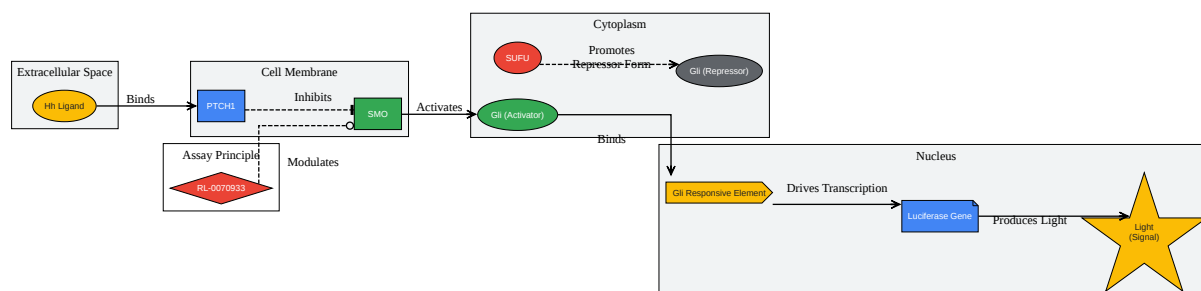 Extracellular Space
Hh Ligand
Binds
Cell Membrane
PTCH1
Inhibits
SMO
Assay Principle
RL-0070933
Modulates
Activates
Cytoplasm
SUFU
Promotes
Repressor Form
Gli (Repressor)
Gli (Activator)
Binds
Nucleus
Gli Responsive Element
Drives Transcription
Luciferase Gene
Produces Light
Light
(Signal)